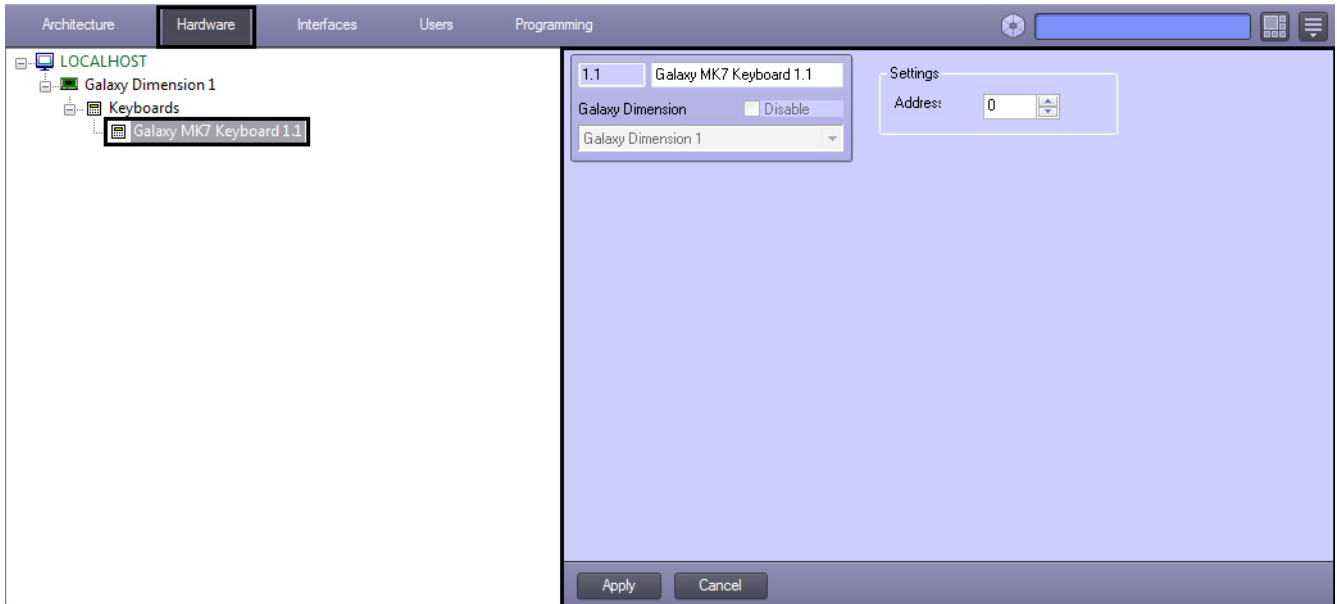 Architecture Hardware Interfaces Users Programming
LOCALHOST
Galaxy Dimension 1
Keyboards
Galaxy MK7 Keyboard 1.1
1.1 Galaxy MK7 Keyboard 1.1
Galaxy Dimension Disable
Galaxy Dimension 1
Settings
Address 0
Apply Cancel